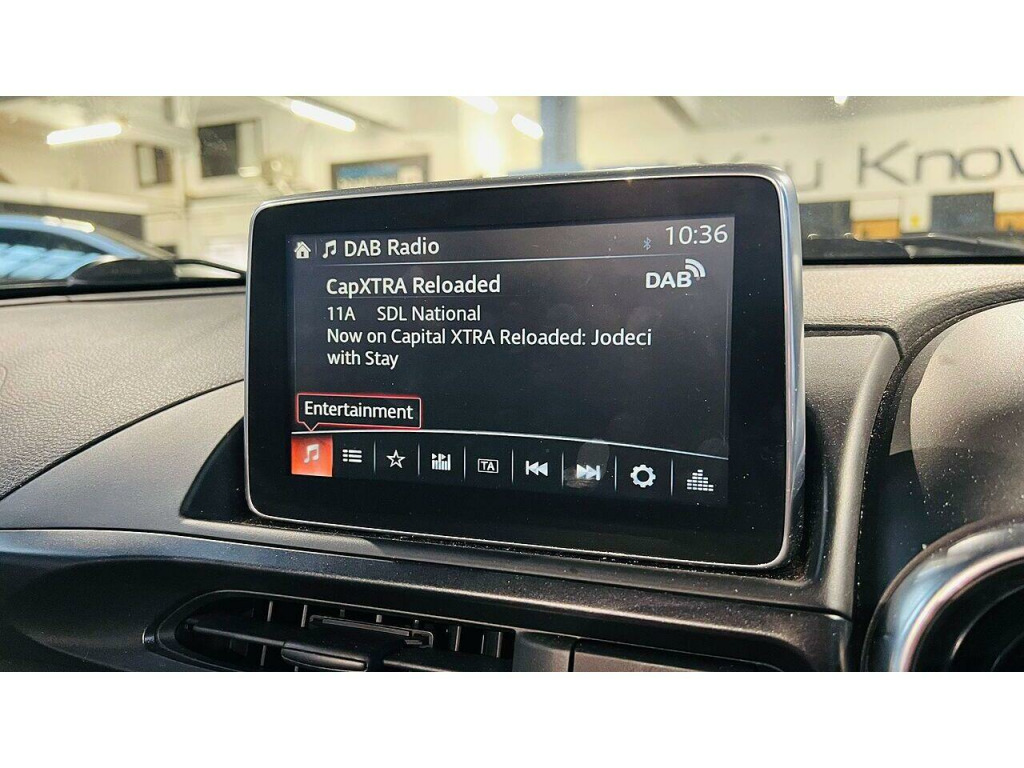 u Know
DAB Radio
10:36
CapXTRA Reloaded
DAB
11A SDL National
Now on Capital XTRA Reloaded: Jodeci
with Stay
Entertainment
TA